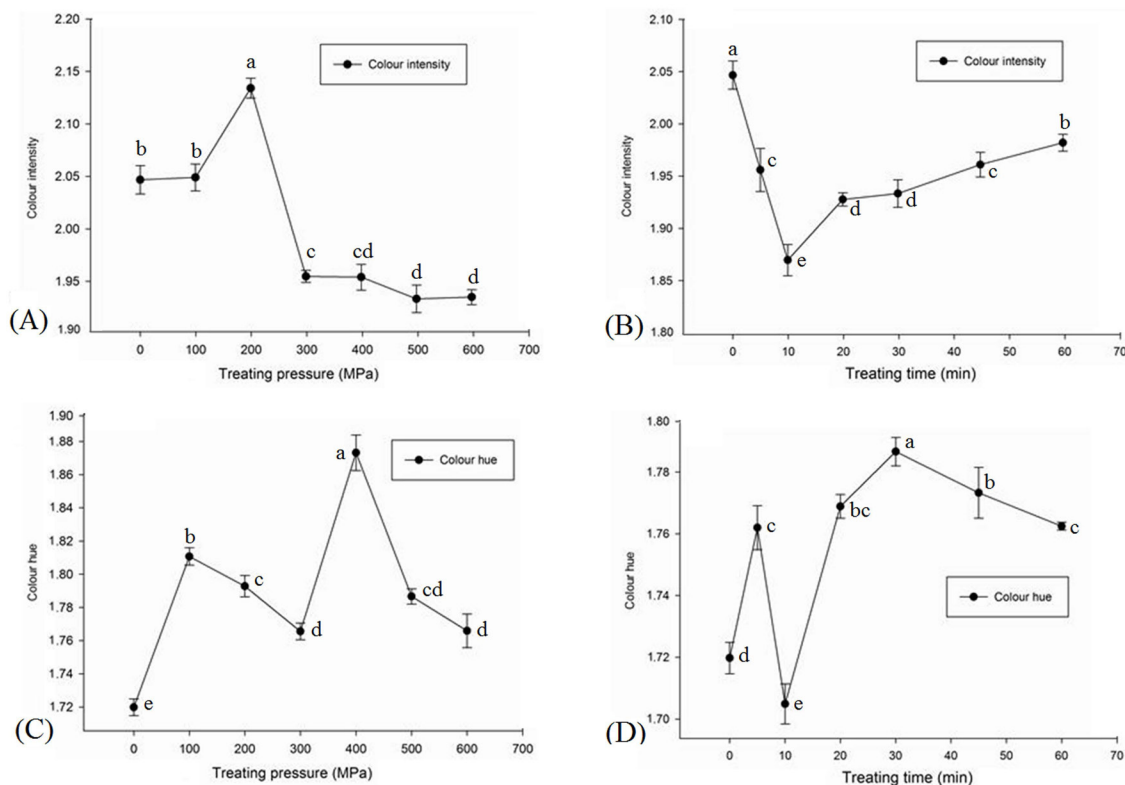 2.20
2.15
2.10
2.05
2.00
1.95
1.90
Colour intensity
Colour intensity
b
b
a
c
cd
d
d
0 100 200 300 400 500 600 700
Treating pressure (MPa)
(A)
2.10
2.05
2.00
1.95
1.90
1.85
1.80
Colour intensity
Colour intensity
a
c
e
d
d
c
b
0 10 20 30 40 50 60 70
Treating time (min)
(B)
1.90
1.88
1.86
1.84
1.82
1.80
1.78
1.76
1.74
1.72
Colour hue
Colour hue
e
b
c
d
a
cd
d
0 100 200 300 400 500 600 700
Treating pressure (MPa)
(C)
1.80
1.78
1.76
1.74
1.72
1.70
Colour hue
Colour hue
d
c
e
bc
a
b
c
0 10 20 30 40 50 60 70
Treating time (min)
(D)